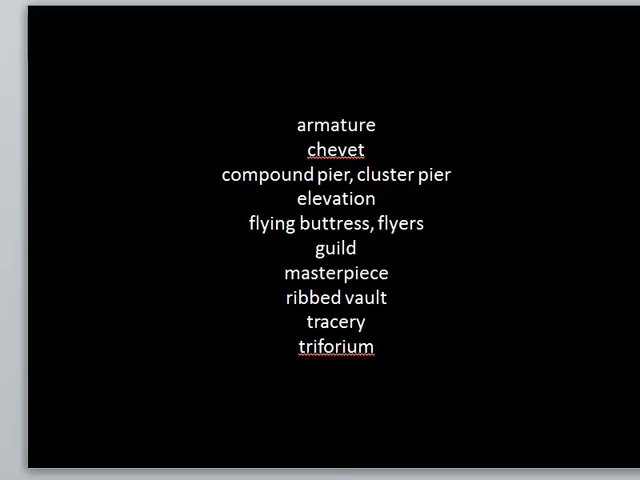 armature
chevet
compound pier, cluster pier
elevation
flying buttress, flyers
guild
masterpiece
ribbed vault
tracery
triforium